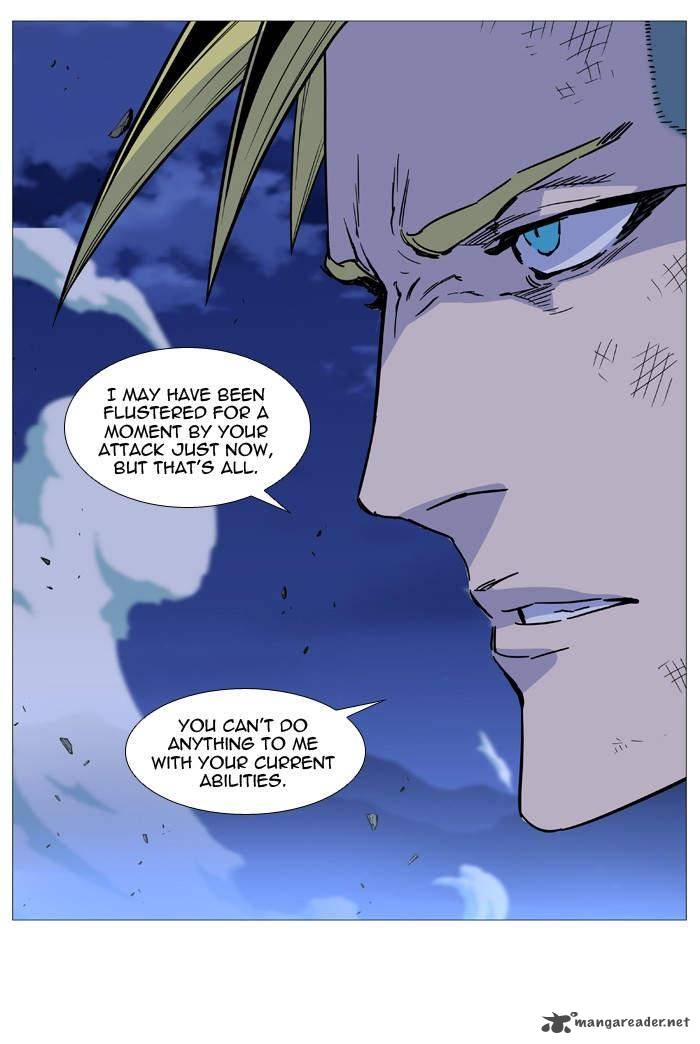 I MAY HAVE BEEN
FLUSTERED FOR A
MOMENT BY YOUR
ATTACK JUST NOW,
BUT THAT'S ALL.
YOU CAN'T DO
ANYTHING TO ME
WITH YOUR CURRENT
ABILITIES.
mangareader.net